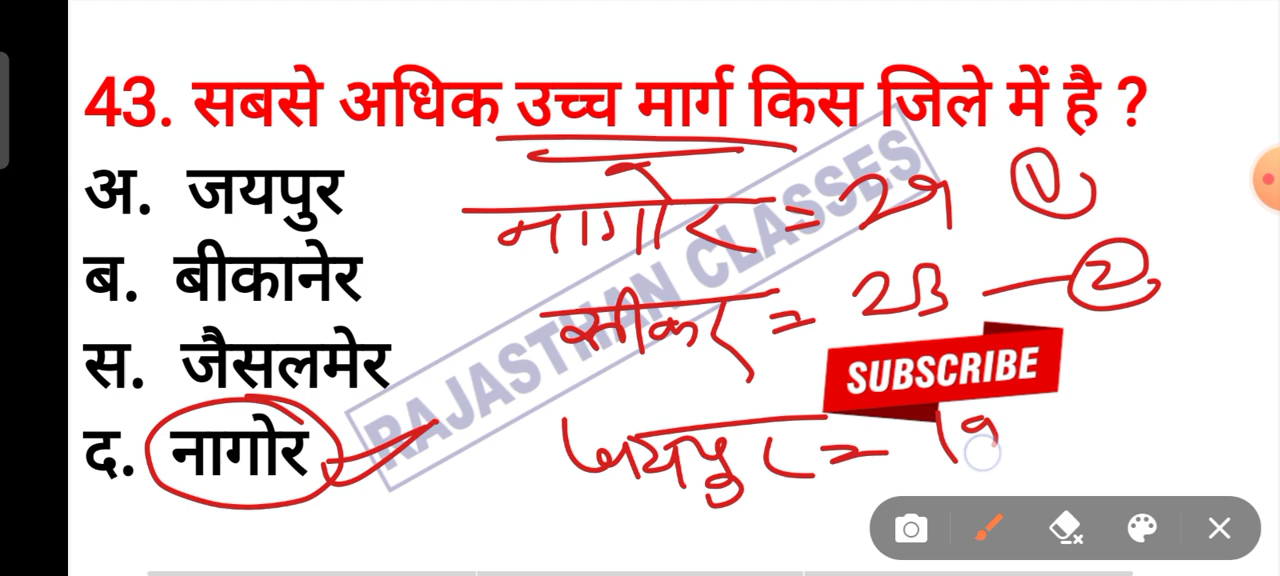 43. सबसे अधिक उच्च मार्ग किस जिले में है ?
अ. जयपुर
नागोर = 29 ①
ब. बीकानेर
सीकर = 23 — ②
स. जैसलमेर
SUBSCRIBE
द. नागोर
जयपुर = 19
RAJASTHAN CLASSES